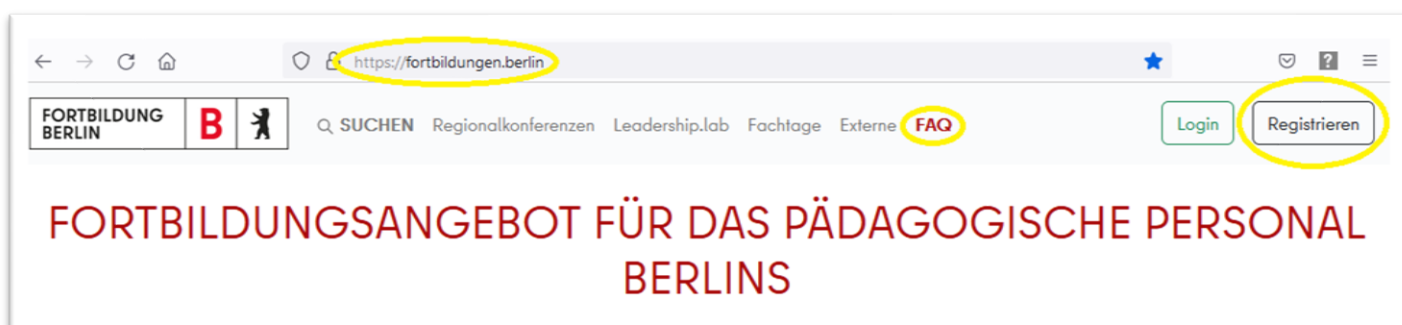 https://fortbildungen.berlin
FORTBILDUNG
BERLIN
B
SUCHEN Regionalkonferenzen Leadership.lab Fachtage Externe FAQ
Login Registrieren
FORTBILDUNGSANGEBOT FÜR DAS PÄDAGOGISCHE PERSONAL
BERLINS